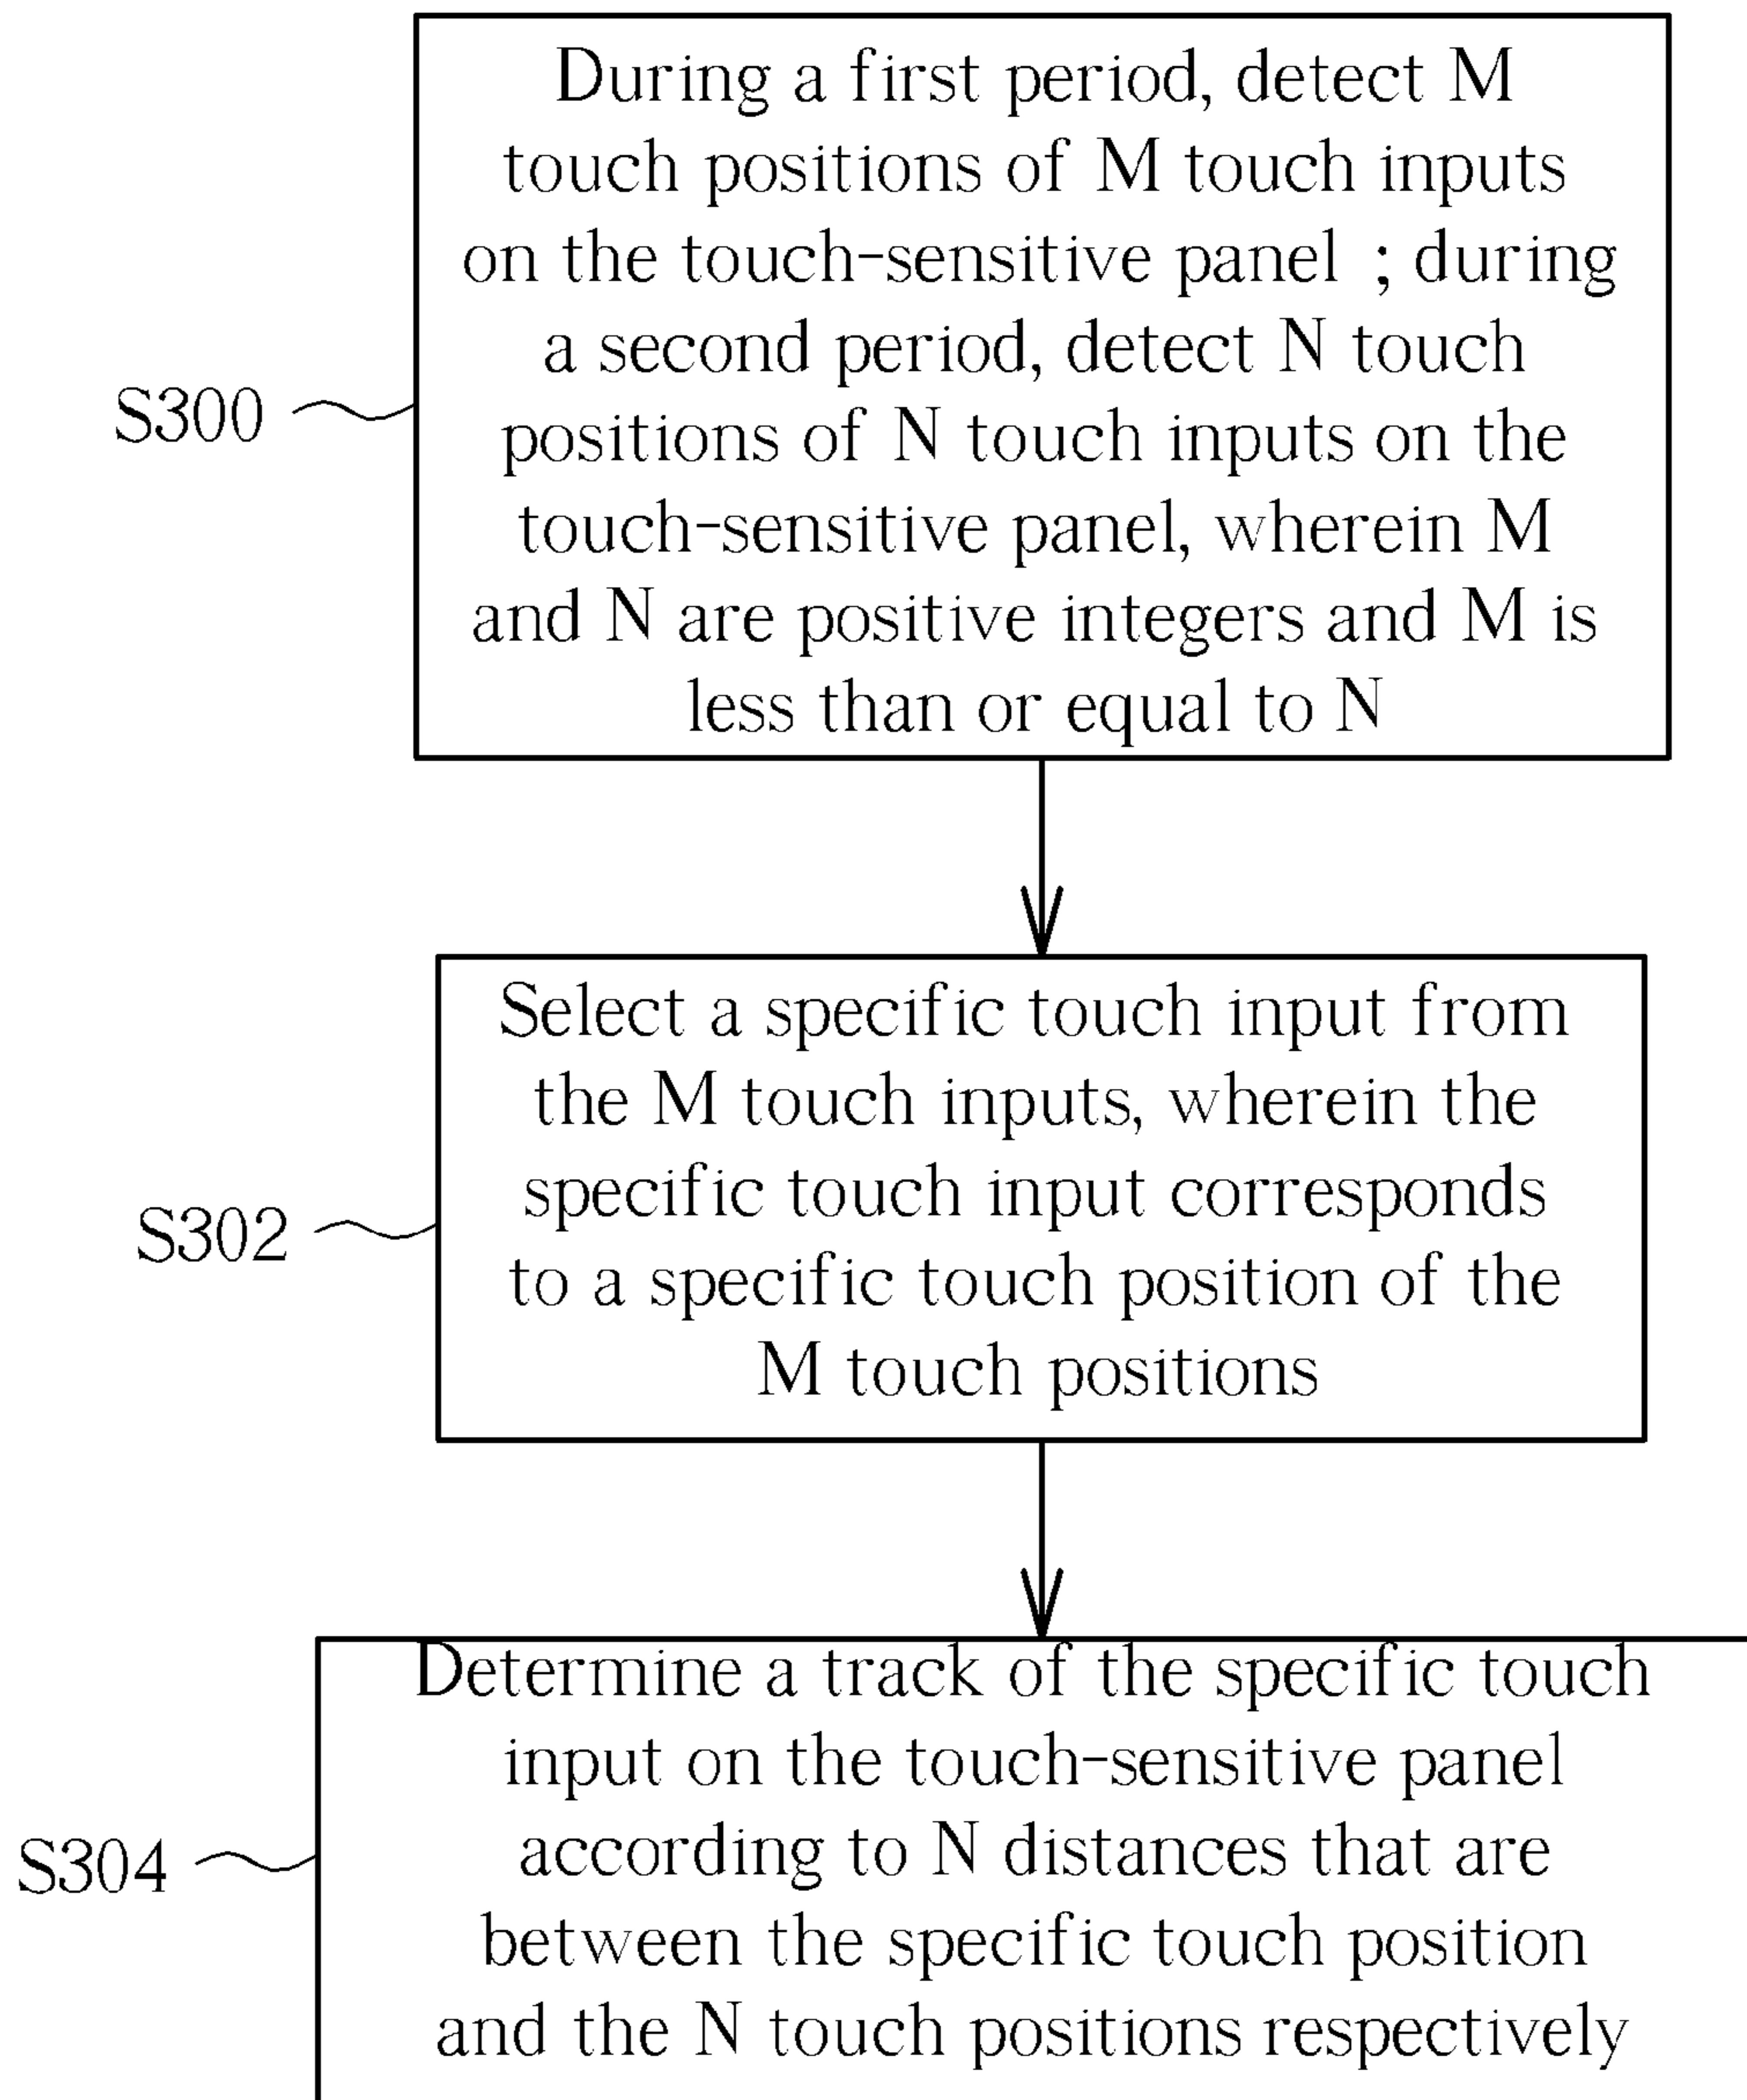 During a first period, detect M
touch positions of M touch inputs
on the touch-sensitive panel ; during
a second period, detect N touch
S300
positions of N touch inputs on the
touch-sensitive panel, wherein M
and N are positive integers and M is
less than or equal to N
Select a specific touch input from
the M touch inputs, wherein the
specific touch input corresponds
S302
to a specific touch position of the
M touch positions
Determine a track of the specific touch
input on the touch-sensitive panel
according to N distances that are
S304
between the specific touch position
and the N touch positions respectively